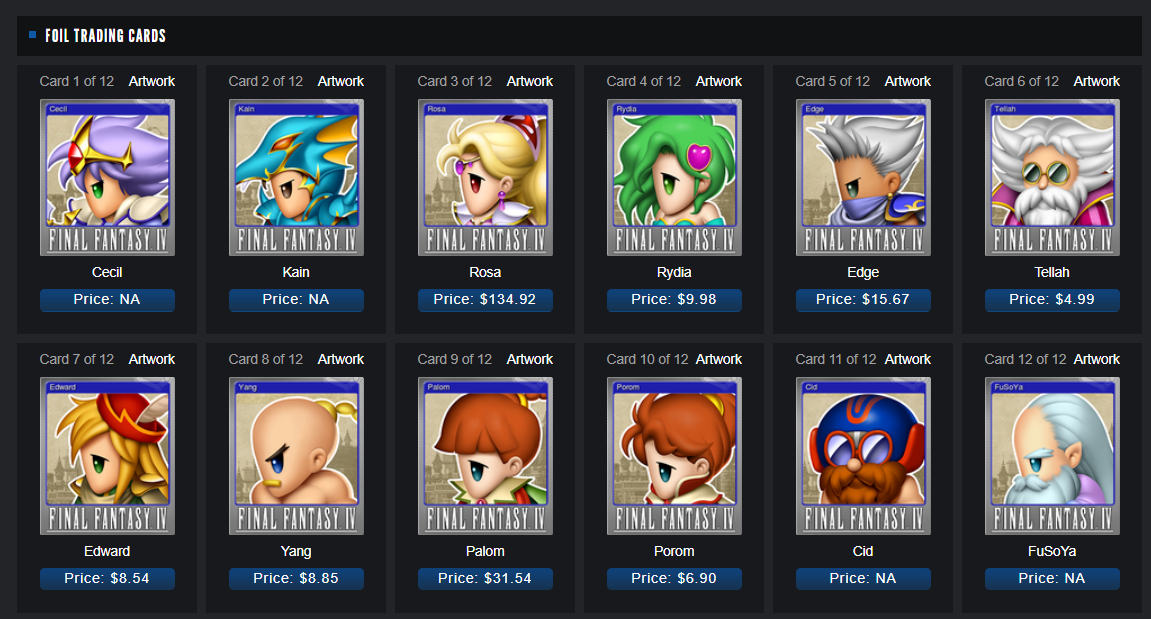 FOIL TRADING CARDS
Card 1 of 12 Artwork
Cecil
FINAL FANTASY IV
Cecil
Price: NA
Card 2 of 12 Artwork
Kain
FINAL FANTASY IV
Kain
Price: NA
Card 3 of 12 Artwork
Rosa
FINAL FANTASY IV
Rosa
Price: $134.92
Card 4 of 12 Artwork
Rydia
FINAL FANTASY IV
Rydia
Price: $9.98
Card 5 of 12 Artwork
Edge
FINAL FANTASY IV
Edge
Price: $15.67
Card 6 of 12 Artwork
Tellah
FINAL FANTASY IV
Tellah
Price: $4.99
Card 7 of 12 Artwork
Edward
FINAL FANTASY IV
Edward
Price: $8.54
Card 8 of 12 Artwork
Yang
FINAL FANTASY IV
Yang
Price: $8.85
Card 9 of 12 Artwork
Palom
FINAL FANTASY IV
Palom
Price: $31.54
Card 10 of 12 Artwork
Porom
FINAL FANTASY IV
Porom
Price: $6.90
Card 11 of 12 Artwork
Cid
FINAL FANTASY IV
Cid
Price: NA
Card 12 of 12 Artwork
FuSoYa
FINAL FANTASY IV
FuSoYa
Price: NA